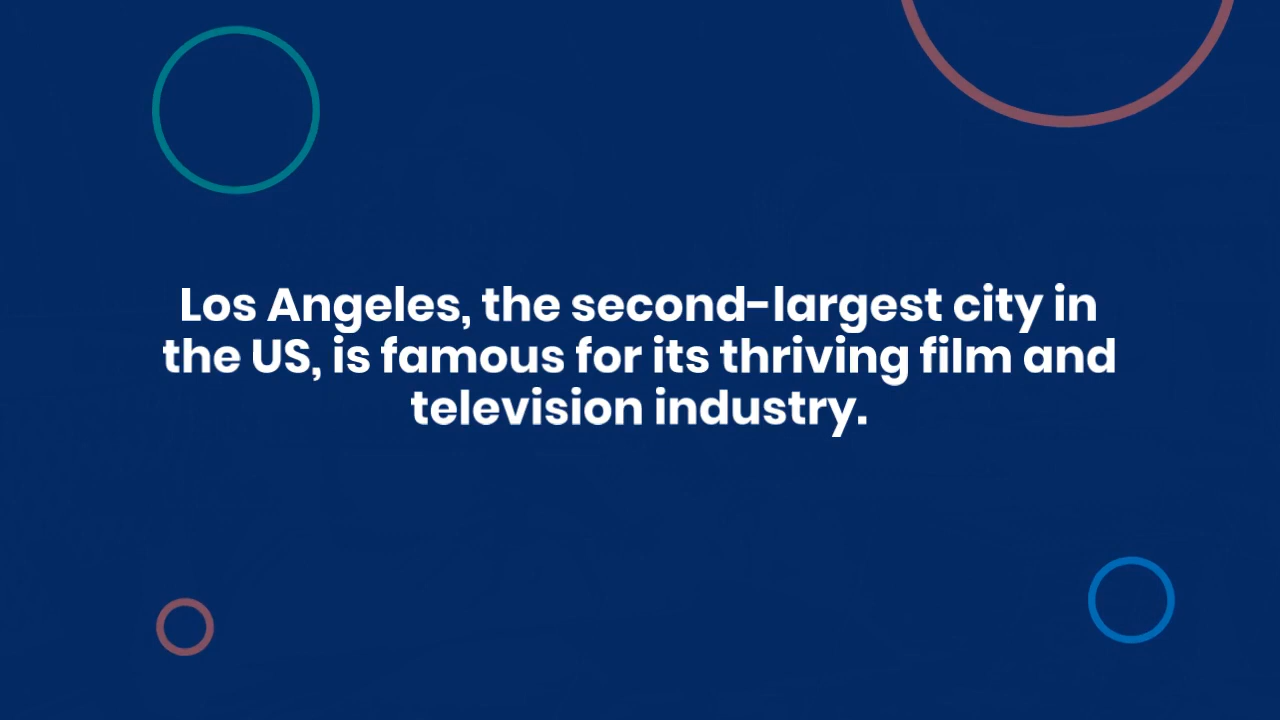 Los Angeles, the second-largest city in
the US, is famous for its thriving film and
television industry.